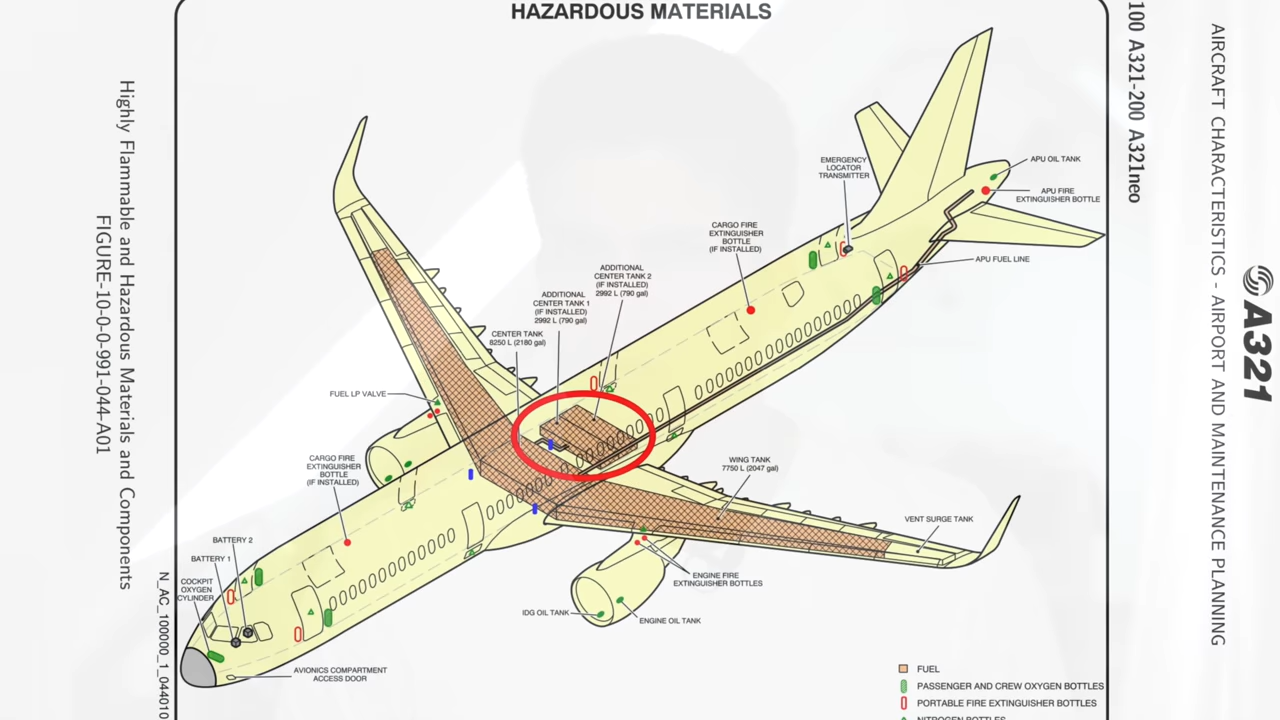 HAZARDOUS MATERIALS
100 A321-200 A321neo
AIRCRAFT CHARACTERISTICS - AIRPORT AND MAINTENANCE PLANNING
A321
Highly Flammable and Hazardous Materials and Components
FIGURE-10-0-0-991-044-A01
N_AC_100000_1_044010
EMERGENCY
LOCATOR
TRANSMITTER
APU OIL TANK
APU FIRE
EXTINGUISHER BOTTLE
CARGO FIRE
EXTINGUISHER
BOTTLE
(IF INSTALLED)
APU FUEL LINE
ADDITIONAL
CENTER TANK 2
(IF INSTALLED)
2992 L (790 gal)
ADDITIONAL
CENTER TANK 1
(IF INSTALLED)
2992 L (790 gal)
CENTER TANK
8250 L (2180 gal)
FUEL LP VALVE
CARGO FIRE
EXTINGUISHER
BOTTLE
(IF INSTALLED)
WING TANK
7750 L (2047 gal)
VENT SURGE TANK
BATTERY 2
BATTERY 1
COCKPIT
OXYGEN
CYLINDER
ENGINE FIRE
EXTINGUISHER BOTTLES
IDG OIL TANK
ENGINE OIL TANK
AVIONICS COMPARTMENT
ACCESS DOOR
FUEL
PASSENGER AND CREW OXYGEN BOTTLES
PORTABLE FIRE EXTINGUISHER BOTTLES
NITROGEN BOTTLES